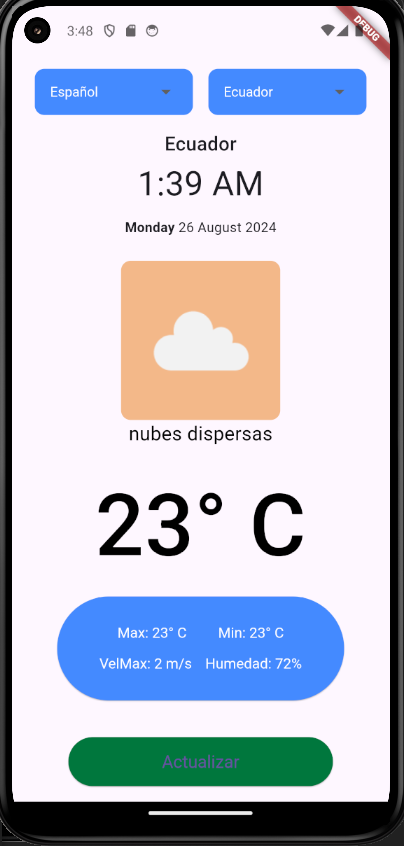 3:48
DEBUG
Español Ecuador
Ecuador
1:39 AM
Monday 26 August 2024
nubes dispersas
23° C
Max: 23° C Min: 23° C
VelMax: 2 m/s Humedad: 72%
Actualizar